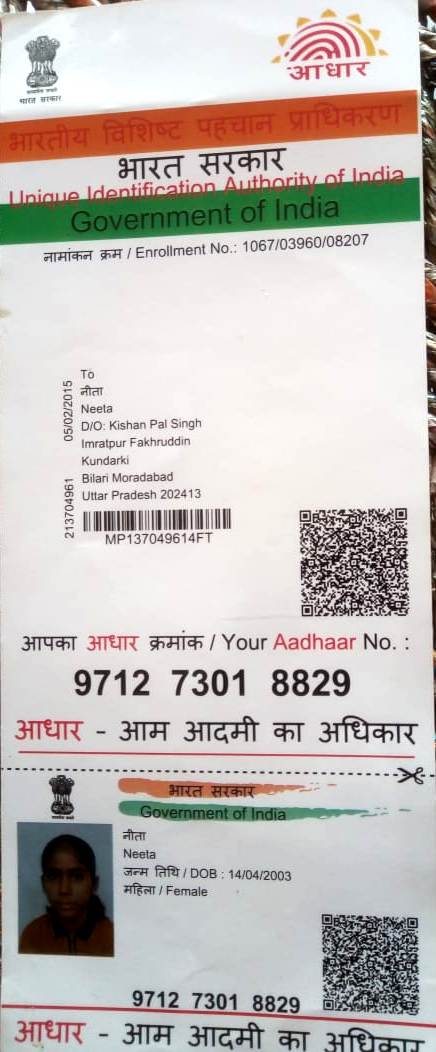 भारत सरकार
आधार
भारतीय विशिष्ट पहचान प्राधिकरण
भारत सरकार
Unique Identification Authority of India
Government of India
नामांकन क्रम / Enrollment No.: 1067/03960/08207
To
नीता
Neeta
D/O: Kishan Pal Singh
Imratpur Fakhruddin
Kundarki
Bilari Moradabad
Uttar Pradesh 202413
213704961 05/02/2015
MP137049614FT
आपका आधार क्रमांक / Your Aadhaar No. :
9712 7301 8829
आधार - आम आदमी का अधिकार
भारत सरकार
Government of India
नीता
Neeta
जन्म तिथि / DOB : 14/04/2003
महिला / Female
9712 7301 8829
आधार - आम आदमी का अधिकार